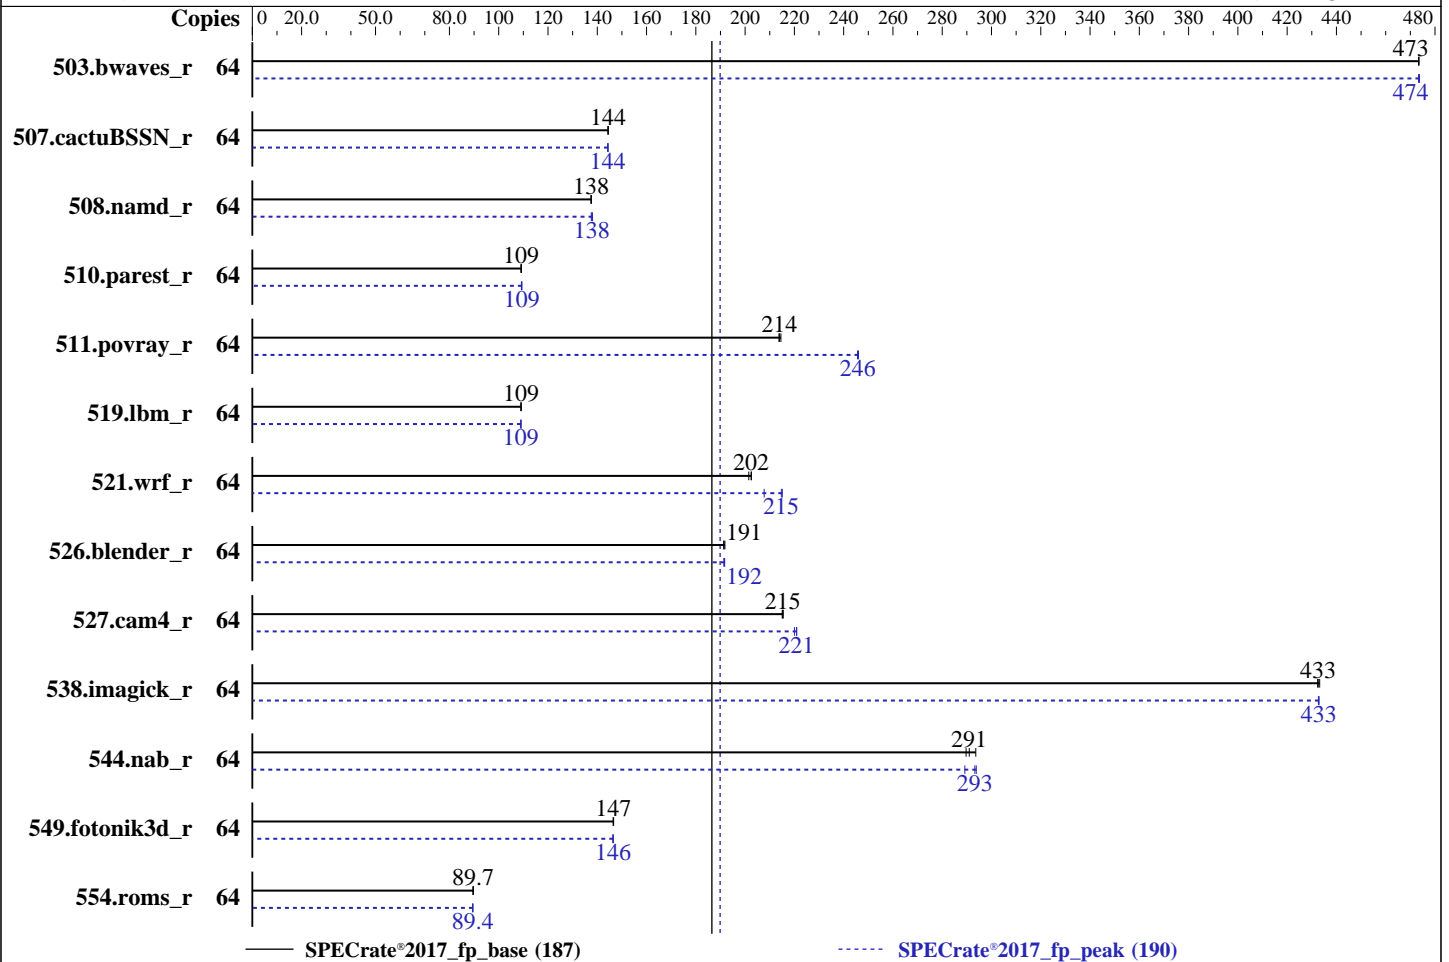 Copies 0 20.0 50.0 80.0 100 120 140 160 180 200 220 240 260 280 300 320 340 360 380 400 420 440 480
473
503.bwaves_r 64
474
144
507.cactuBSSN_r 64
144
138
508.namd_r 64
138
109
510.parest_r 64
109
214
511.povray_r 64
246
109
519.lbm_r 64
109
202
521.wrf_r 64
215
191
526.blender_r 64
192
215
527.cam4_r 64
221
433
538.imagick_r 64
433
291
544.nab_r 64
293
147
549.fotonik3d_r 64
146
89.7
554.roms_r 64
89.4
SPECrate®2017_fp_base (187) SPECrate®2017_fp_peak (190)